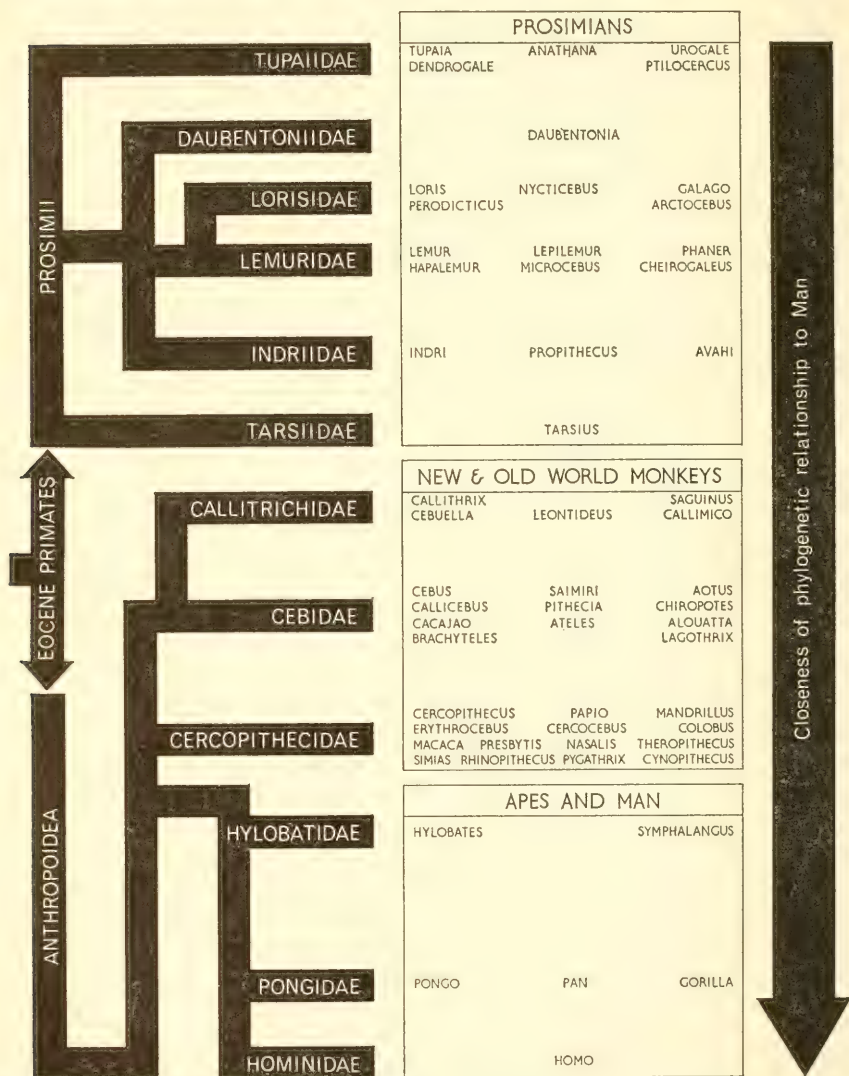 PROSIMIANS
PROSIMII
TUPAIIDAE
TUPAIA ANATHANA UROGALE
DENDROGALE PTILOCERCUS
DAUBENTONIIDAE
DAUBENTONIA
LORISIDAE
LORIS NYCTICEBUS GALAGO
PERODICTICUS ARCTOCEBUS
LEMURIDAE
LEMUR LEPILEMUR PHANER
HAPALEMUR MICROCEBUS CHEIROGALEUS
INDRIIDAE
INDRI PROPITHECUS AVAHI
TARSIIDAE
TARSIUS
EOCENE PRIMATES
NEW & OLD WORLD MONKEYS
CALLITRICHIDAE
CALLITHRIX SAGUINUS
CEBUELLA LEONTIDEUS CALLIMICO
CEBIDAE
CEBUS SAIMIRI AOTUS
CALLICEBUS PITHECIA CHIROPOTES
CACAJAO ATELES ALOUATTA
BRACHYTELES LAGOTHRIX
CERCOPITHECIDAE
CERCOPITHECUS PAPIO MANDRILLUS
ERYTHROCEBUS CERCOCEBUS COLOBUS
MACACA PRESBYTIS NASALIS THEROPITHECUS
SIMIAS RHINOPITHECUS PYGATHRIX CYNOPITHECUS
ANTHROPOIDEA
APES AND MAN
HYLOBATIDAE
HYLOBATES SYMPHALANGUS
PONGIDAE
PONGO PAN GORILLA
HOMINIDAE
HOMO
Closeness of phylogenetic relationship to Man